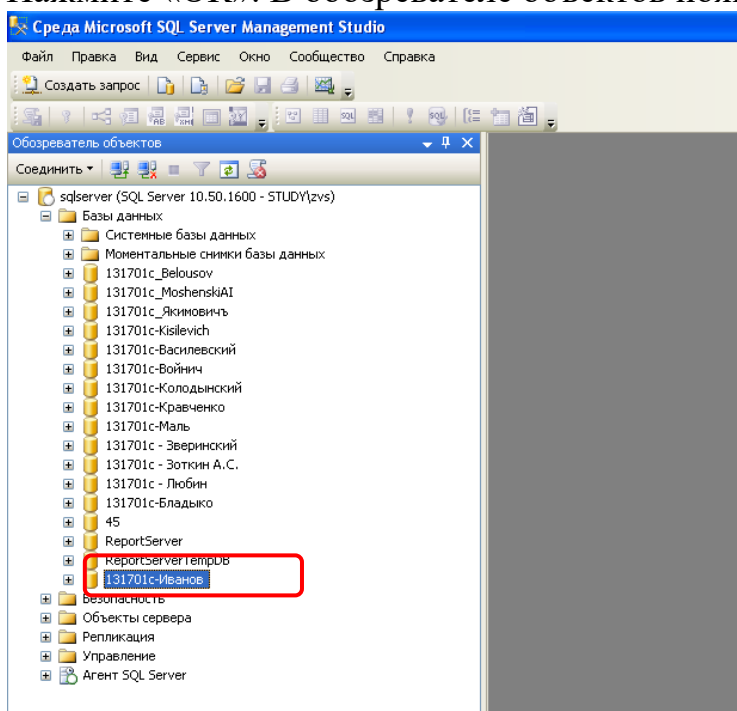 Нажмите «ОК». В обозревателе объектов
Среда Microsoft SQL Server Management Studio
Файл Правка Вид Сервис Окно Сообщество Справка
Создать запрос
Обозреватель объектов
Соединить
sqlserver (SQL Server 10.50.1600 - STUDY\zvs)
Базы данных
Системные базы данных
Моментальные снимки базы данных
131701c_Belousov
131701c_MoshenskiAI
131701c_Якимовичъ
131701c-Kisilevich
131701c-Василевский
131701c-Войнич
131701c-Колодынский
131701c-Кравченко
131701c-Маль
131701c - Зверинский
131701c - Зоткин А.С.
131701c - Любин
131701c-Бладыко
45
ReportServer
ReportServerTempDB
131701c-Иванов
Безопасность
Объекты сервера
Репликация
Управление
Агент SQL Server